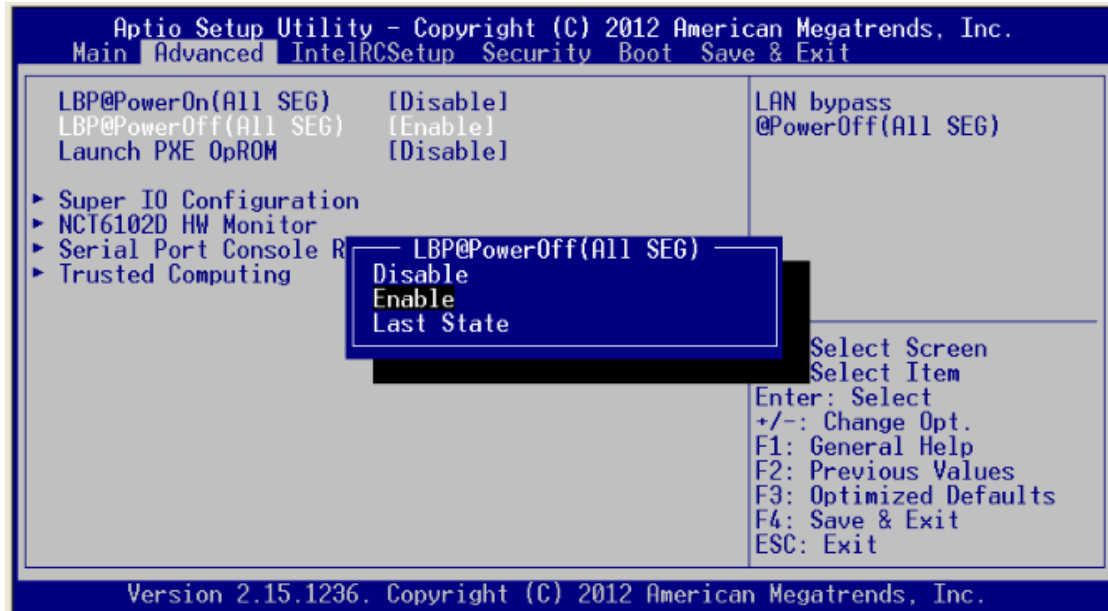 Aptio Setup Utility - Copyright (C) 2012 American Megatrends, Inc.
Main Advanced IntelRCSetup Security Boot Save & Exit
LBP@PowerOn(All SEG) [Disable]
LBP@PowerOff(All SEG) [Enable]
Launch PXE OpROM [Disable]
► Super IO Configuration
► NCT6102D HW Monitor
► Serial Port Console R
► Trusted Computing
LBP@PowerOff(All SEG)
Disable
Enable
Last State
LAN bypass
@PowerOff(All SEG)
Select Screen
Select Item
Enter: Select
+/-: Change Opt.
F1: General Help
F2: Previous Values
F3: Optimized Defaults
F4: Save & Exit
ESC: Exit
Version 2.15.1236. Copyright (C) 2012 American Megatrends, Inc.